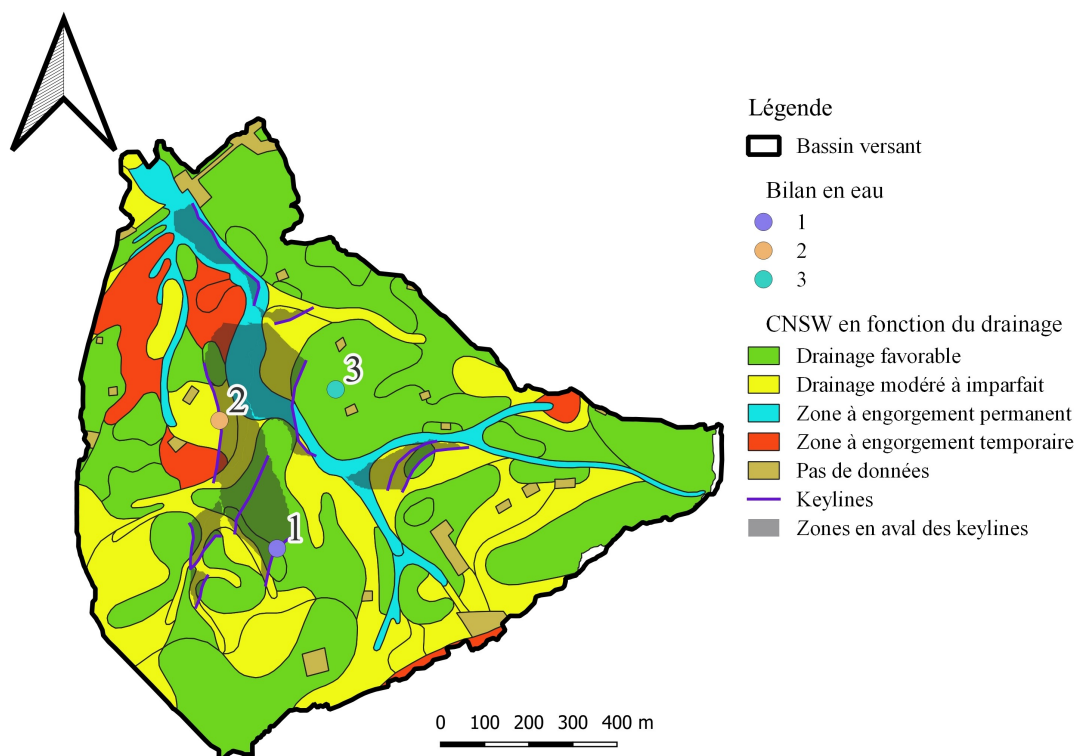 Légende
Bassin versant
Bilan en eau
1
2
3
CNSW en fonction du drainage
Drainage favorable
Drainage modéré à imparfait
Zone à engorgement permanent
Zone à engorgement temporaire
Pas de données
Keylines
Zones en aval des keylines
3
2
1
0 100 200 300 400 m